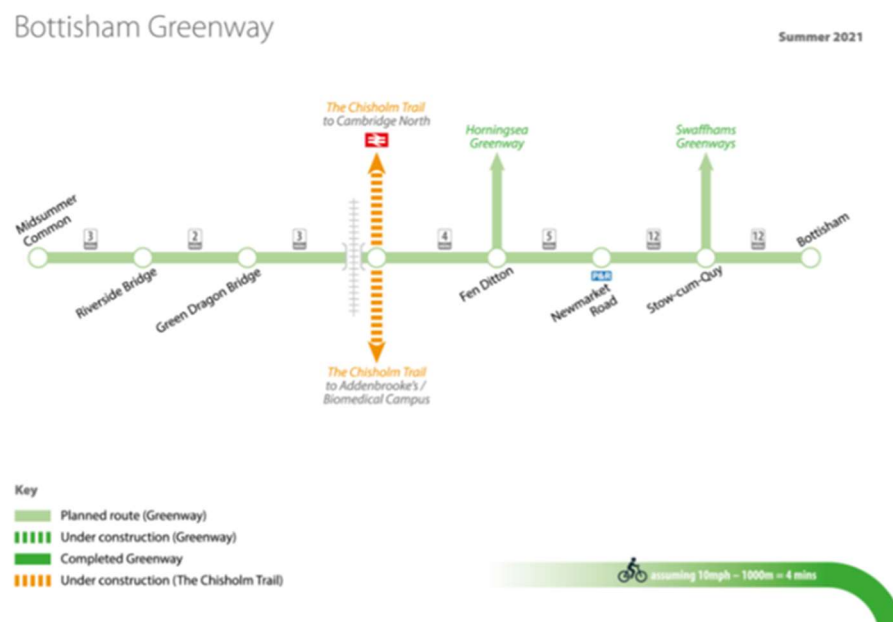 Bottisham Greenway
Summer 2021
The Chisholm Trail
to Cambridge North
Horningsea
Greenway
Swaffhams
Greenways
Midsummer
Common
3
2
3
4
5
12
12
Bottisham
Riverside Bridge
Green Dragon Bridge
Fen Ditton
P&R
Newmarket
Road
Stow-cum-Quy
The Chisholm Trail
to Addenbrooke's /
Biomedical Campus
Key
Planned route (Greenway)
Under construction (Greenway)
Completed Greenway
Under construction (The Chisholm Trail)
assuming 10mph – 1000m = 4 mins